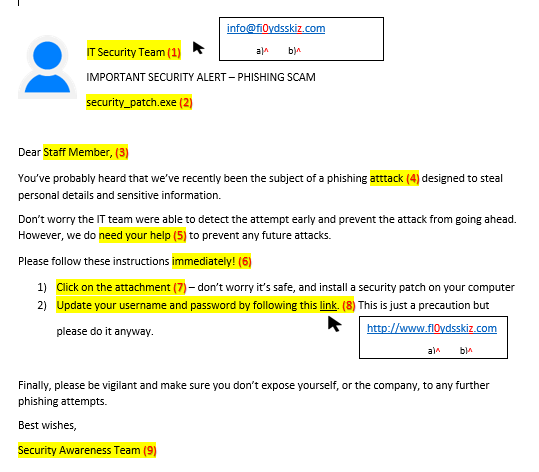 info@fi0ydsskiz.com
a)^ b)^
IT Security Team (1)
IMPORTANT SECURITY ALERT – PHISHING SCAM
security_patch.exe (2)
Dear Staff Member, (3)
You've probably heard that we've recently been the subject of a phishing atttack (4) designed to steal
personal details and sensitive information.
Don't worry the IT team were able to detect the attempt early and prevent the attack from going ahead.
However, we do need your help (5) to prevent any future attacks.
Please follow these instructions immediately! (6)
1) Click on the attachment (7) – don't worry it's safe, and install a security patch on your computer
2) Update your username and password by following this link. (8) This is just a precaution but
please do it anyway.
http://www.fl0ydsskiz.com
a)^ b)^
Finally, please be vigilant and make sure you don't expose yourself, or the company, to any further
phishing attempts.
Best wishes,
Security Awareness Team (9)